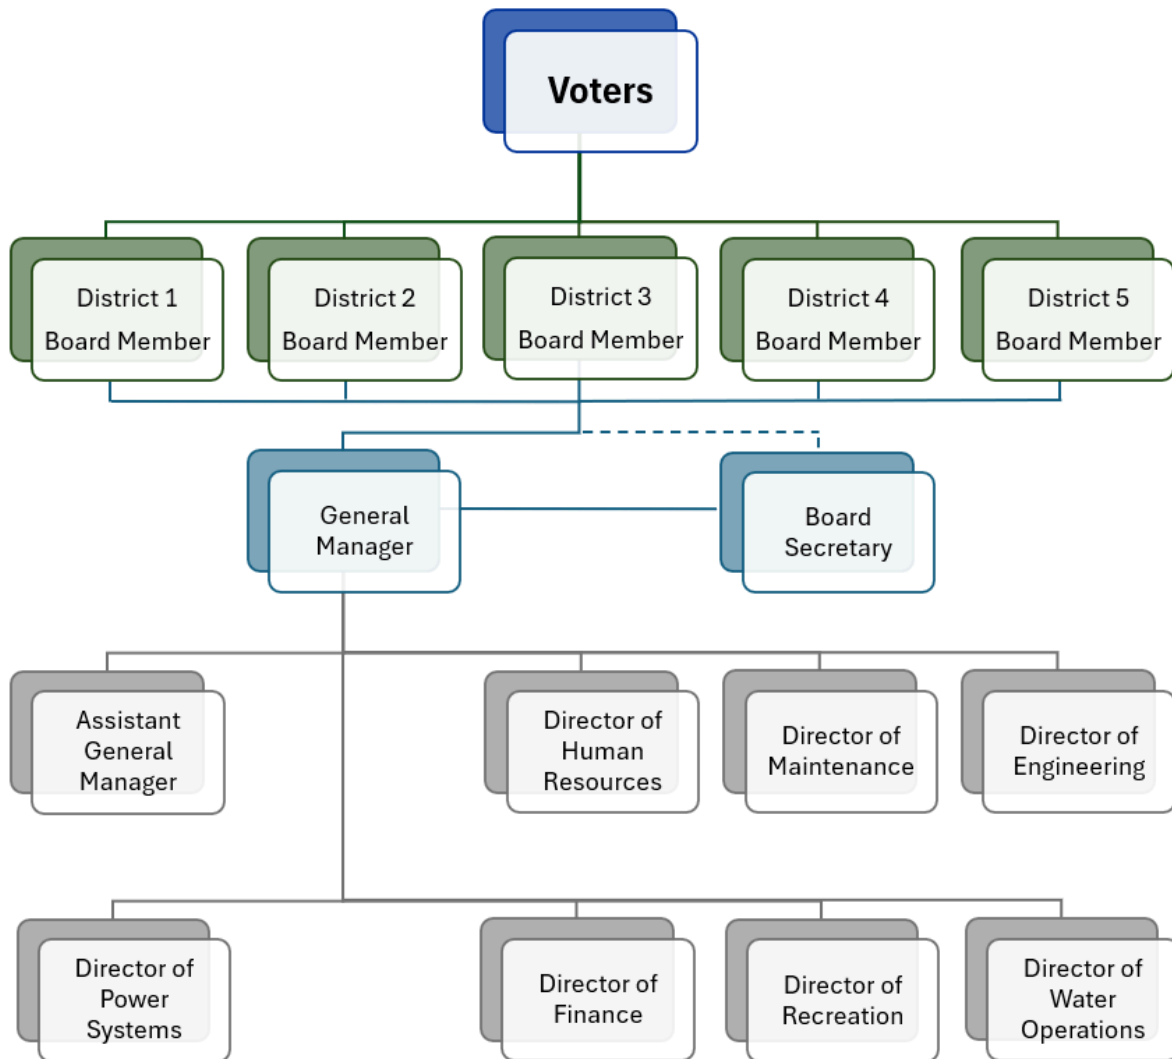 Voters
District 1
Board Member
District 2
Board Member
District 3
Board Member
District 4
Board Member
District 5
Board Member
General
Manager
Board
Secretary
Assistant
General
Manager
Director of
Human
Resources
Director of
Maintenance
Director of
Engineering
Director of
Power
Systems
Director of
Finance
Director of
Recreation
Director of
Water
Operations